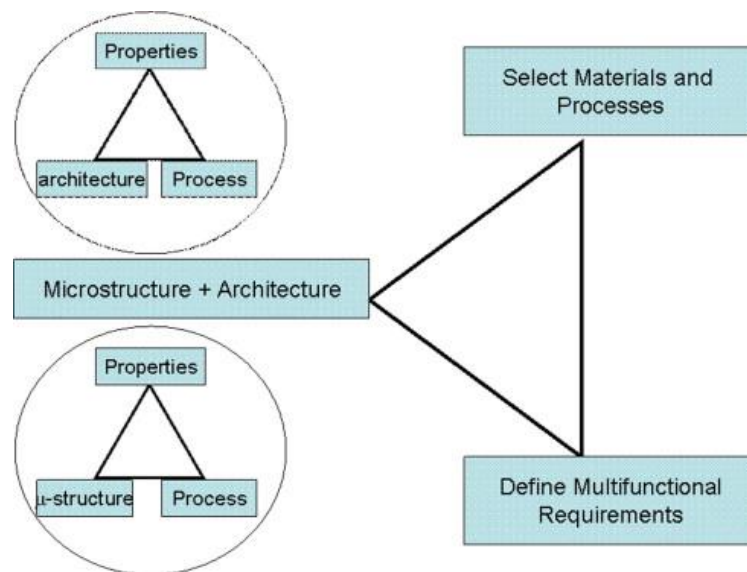 Properties
architecture
Process
Select Materials and
Processes
Microstructure + Architecture
Properties
μ-structure
Process
Define Multifunctional
Requirements